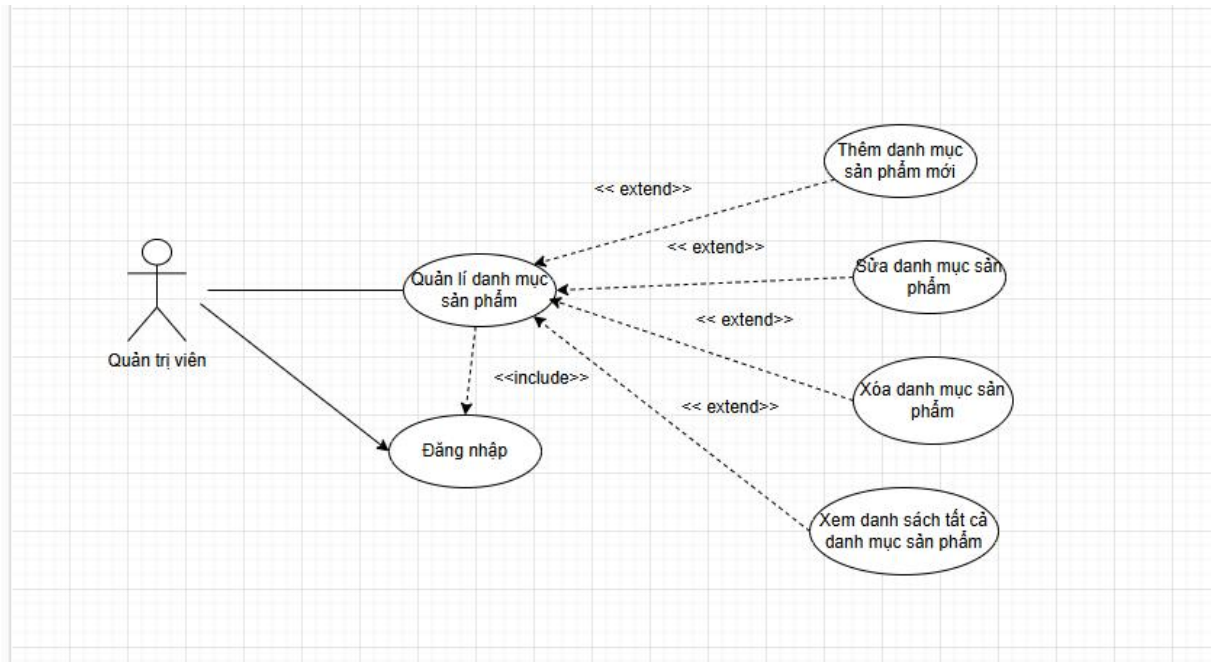 Thêm danh mục
sản phẩm mới
<< extend>>
<< extend>>
Sửa danh mục sản
phẩm
Quản lí danh mục
sản phẩm
<< extend>>
Quản trị viên
<<include>>
Xóa danh mục sản
phẩm
<< extend>>
Đăng nhập
Xem danh sách tất cả
danh mục sản phẩm